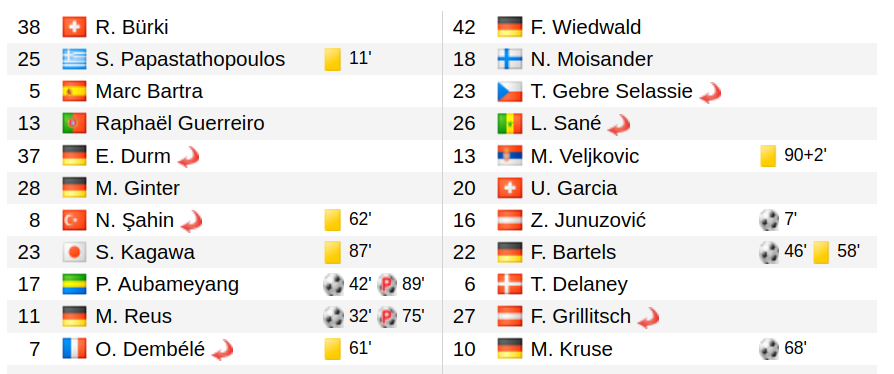 38 R. Bürki
25 S. Papastathopoulos 11'
5 Marc Bartra
13 Raphaël Guerreiro
37 E. Durm
28 M. Ginter
8 N. Şahin 62'
23 S. Kagawa 87'
17 P. Aubameyang 42' P 89'
11 M. Reus 32' P 75'
7 O. Dembélé 61'
42 F. Wiedwald
18 N. Moisander
23 T. Gebre Selassie
26 L. Sané
13 M. Veljkovic 90+2'
20 U. Garcia
16 Z. Junuzović 7'
22 F. Bartels 46' 58'
6 T. Delaney
27 F. Grillitsch
10 M. Kruse 68'